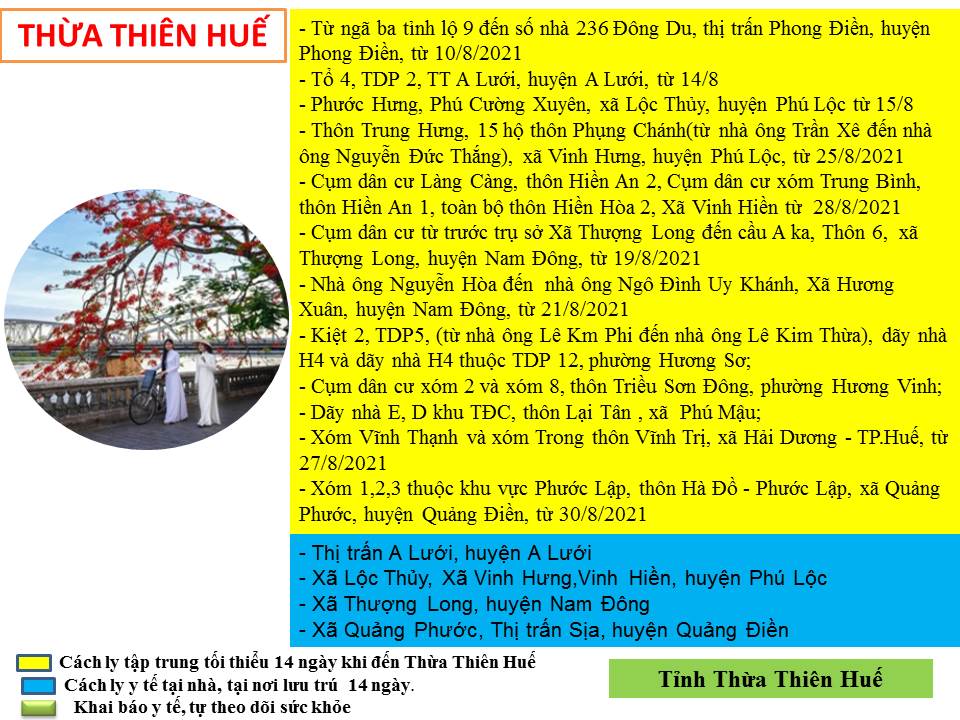 THỪA THIÊN HUẾ
- Từ ngã ba tỉnh lộ 9 đến số nhà 236 Đông Du, thị trấn Phong Điền, huyện
Phong Điền, từ 10/8/2021
- Tổ 4, TDP 2, TT A Lưới, huyện A Lưới, từ 14/8
- Phước Hưng, Phú Cường Xuyên, xã Lộc Thủy, huyện Phú Lộc từ 15/8
- Thôn Trung Hưng, 15 hộ thôn Phụng Chánh(từ nhà ông Trần Xê đến nhà
ông Nguyễn Đức Thắng), xã Vinh Hưng, huyện Phú Lộc, từ 25/8/2021
- Cụm dân cư Làng Càng, thôn Hiền An 2, Cụm dân cư xóm Trung Bình,
thôn Hiền An 1, toàn bộ thôn Hiền Hòa 2, Xã Vinh Hiền từ 28/8/2021
- Cụm dân cư từ trước trụ sở Xã Thượng Long đến cầu A ka, Thôn 6, xã
Thượng Long, huyện Nam Đông, từ 19/8/2021
- Nhà ông Nguyễn Hòa đến nhà ông Ngô Đình Uy Khánh, Xã Hương
Xuân, huyện Nam Đông, từ 21/8/2021
- Kiệt 2, TDP5, (từ nhà ông Lê Km Phi đến nhà ông Lê Kim Thừa), dãy nhà
H4 và dãy nhà H4 thuộc TDP 12, phường Hương Sơ;
- Cụm dân cư xóm 2 và xóm 8, thôn Triều Sơn Đông, phường Hương Vinh;
- Dãy nhà E, D khu TĐC, thôn Lại Tân , xã Phú Mậu;
- Xóm Vĩnh Thạnh và xóm Trong thôn Vĩnh Trị, xã Hải Dương - TP.Huế, từ
27/8/2021
- Xóm 1,2,3 thuộc khu vực Phước Lập, thôn Hà Đồ - Phước Lập, xã Quảng
Phước, huyện Quảng Điền, từ 30/8/2021
- Thị trấn A Lưới, huyện A Lưới
- Xã Lộc Thủy, Xã Vinh Hưng,Vinh Hiền, huyện Phú Lộc
- Xã Thượng Long, huyện Nam Đông
- Xã Quảng Phước, Thị trấn Sịa, huyện Quảng Điền
Cách ly tập trung tối thiểu 14 ngày khi đến Thừa Thiên Huế
Cách ly y tế tại nhà, tại nơi lưu trú 14 ngày.
Khai báo y tế, tự theo dõi sức khỏe
Tỉnh Thừa Thiên Huế